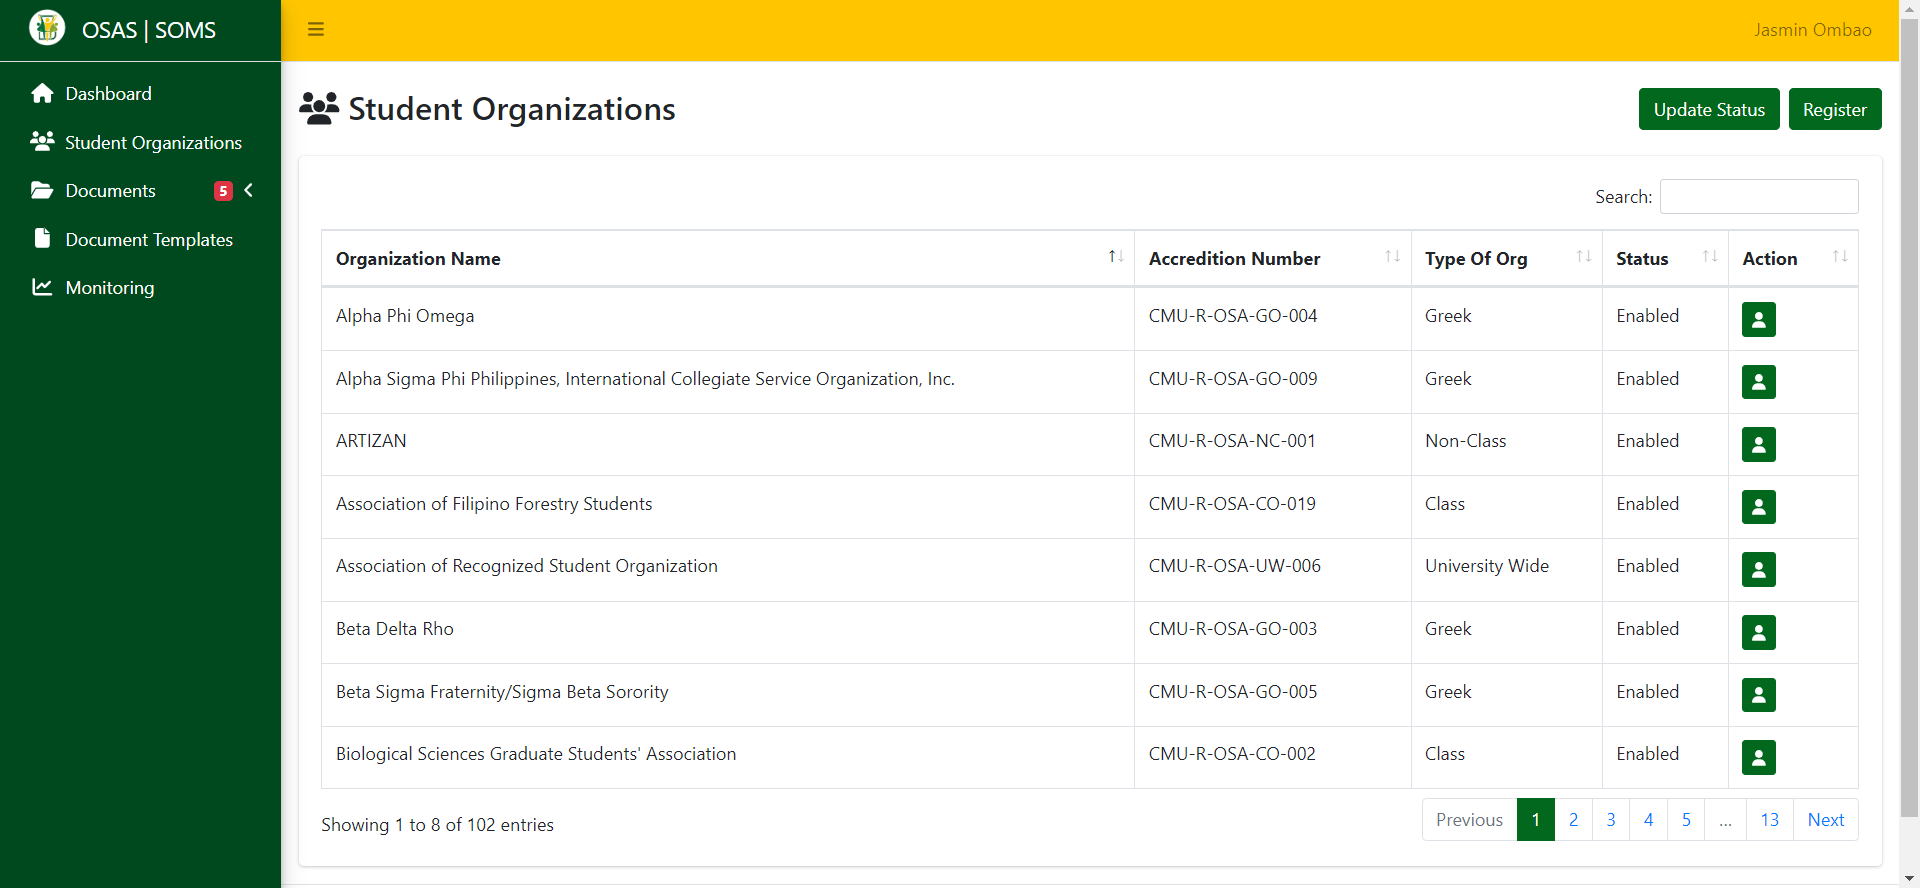 OSAS | SOMS
Jasmin Ombao
Dashboard
Student Organizations
Documents 5
Document Templates
Monitoring
Student Organizations
Update Status Register
Search:
Organization Name Accredition Number Type Of Org Status Action
Alpha Phi Omega CMU-R-OSA-GO-004 Greek Enabled
Alpha Sigma Phi Philippines, International Collegiate Service Organization, Inc. CMU-R-OSA-GO-009 Greek Enabled
ARTIZAN CMU-R-OSA-NC-001 Non-Class Enabled
Association of Filipino Forestry Students CMU-R-OSA-CO-019 Class Enabled
Association of Recognized Student Organization CMU-R-OSA-UW-006 University Wide Enabled
Beta Delta Rho CMU-R-OSA-GO-003 Greek Enabled
Beta Sigma Fraternity/Sigma Beta Sorority CMU-R-OSA-GO-005 Greek Enabled
Biological Sciences Graduate Students' Association CMU-R-OSA-CO-002 Class Enabled
Showing 1 to 8 of 102 entries
Previous 1 2 3 4 5 ... 13 Next